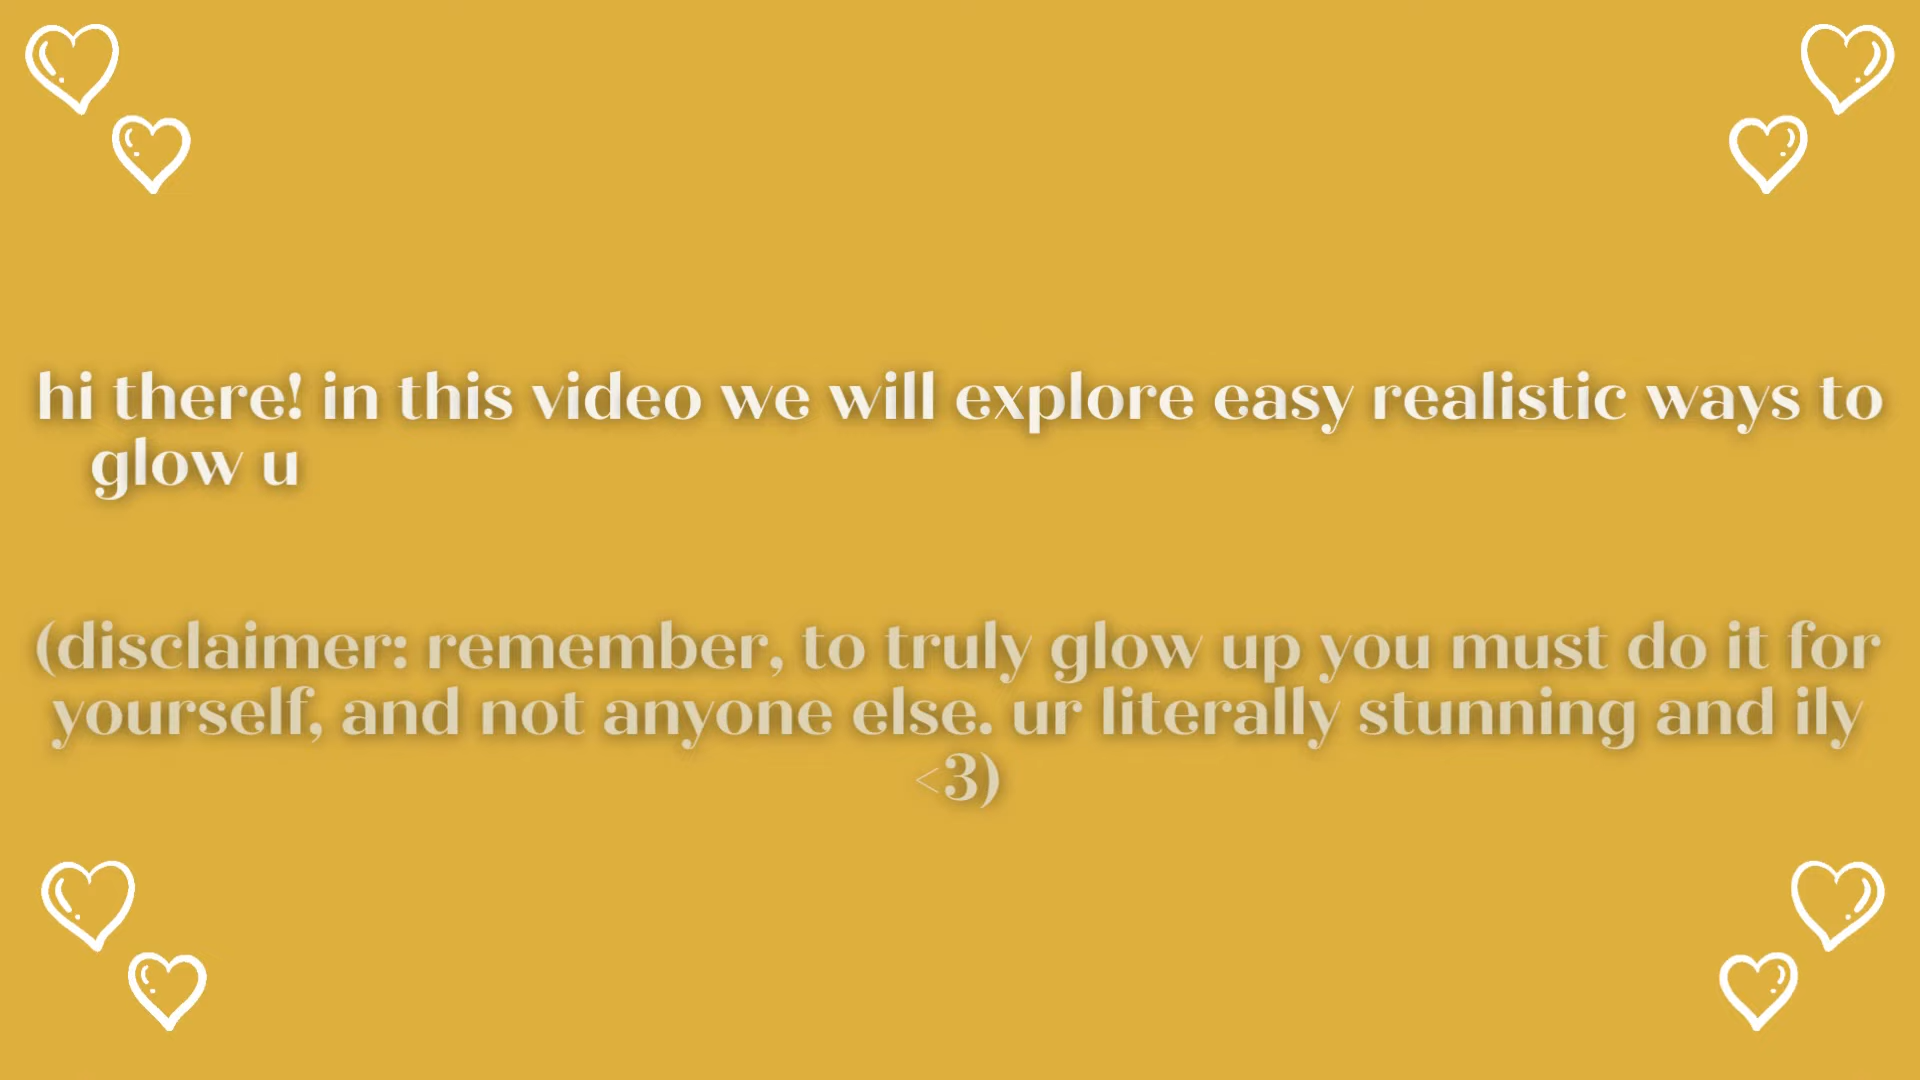 hi there! in this video we will explore easy realistic ways to
glow u
(disclaimer: remember, to truly glow up you must do it for
yourself, and not anyone else. ur literally stunning and ily
<3)